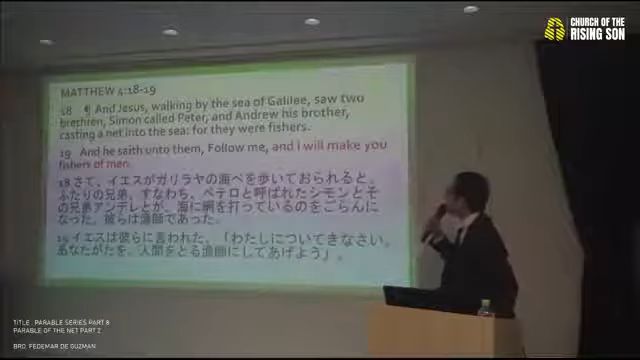 CHURCH OF THE
RISING SON
MATTHEW 4:18-19
18 ¶ And Jesus, walking by the sea of Galilee, saw two
brethren, Simon called Peter, and Andrew his brother,
casting a net into the sea: for they were fishers.
19 And he saith unto them, Follow me, and I will make you
fishers of men.
18 さて、イエスがガリラヤの海べを歩いておられると、
ふたりの兄弟、すなわち、ペテロと呼ばれたシモンとそ
の兄弟アンデレとが、海に網を打っているのをごらんに
なった。彼らは漁師であった。
19 イエスは彼らに言われた、「わたしについてきなさい。
あなたがたを、人間をとる漁師にしてあげよう」。
TITLE : PARABLE SERIES PART 8
PARABLE OF THE NET PART 2
BRO. FEDEMAR DE GUZMAN